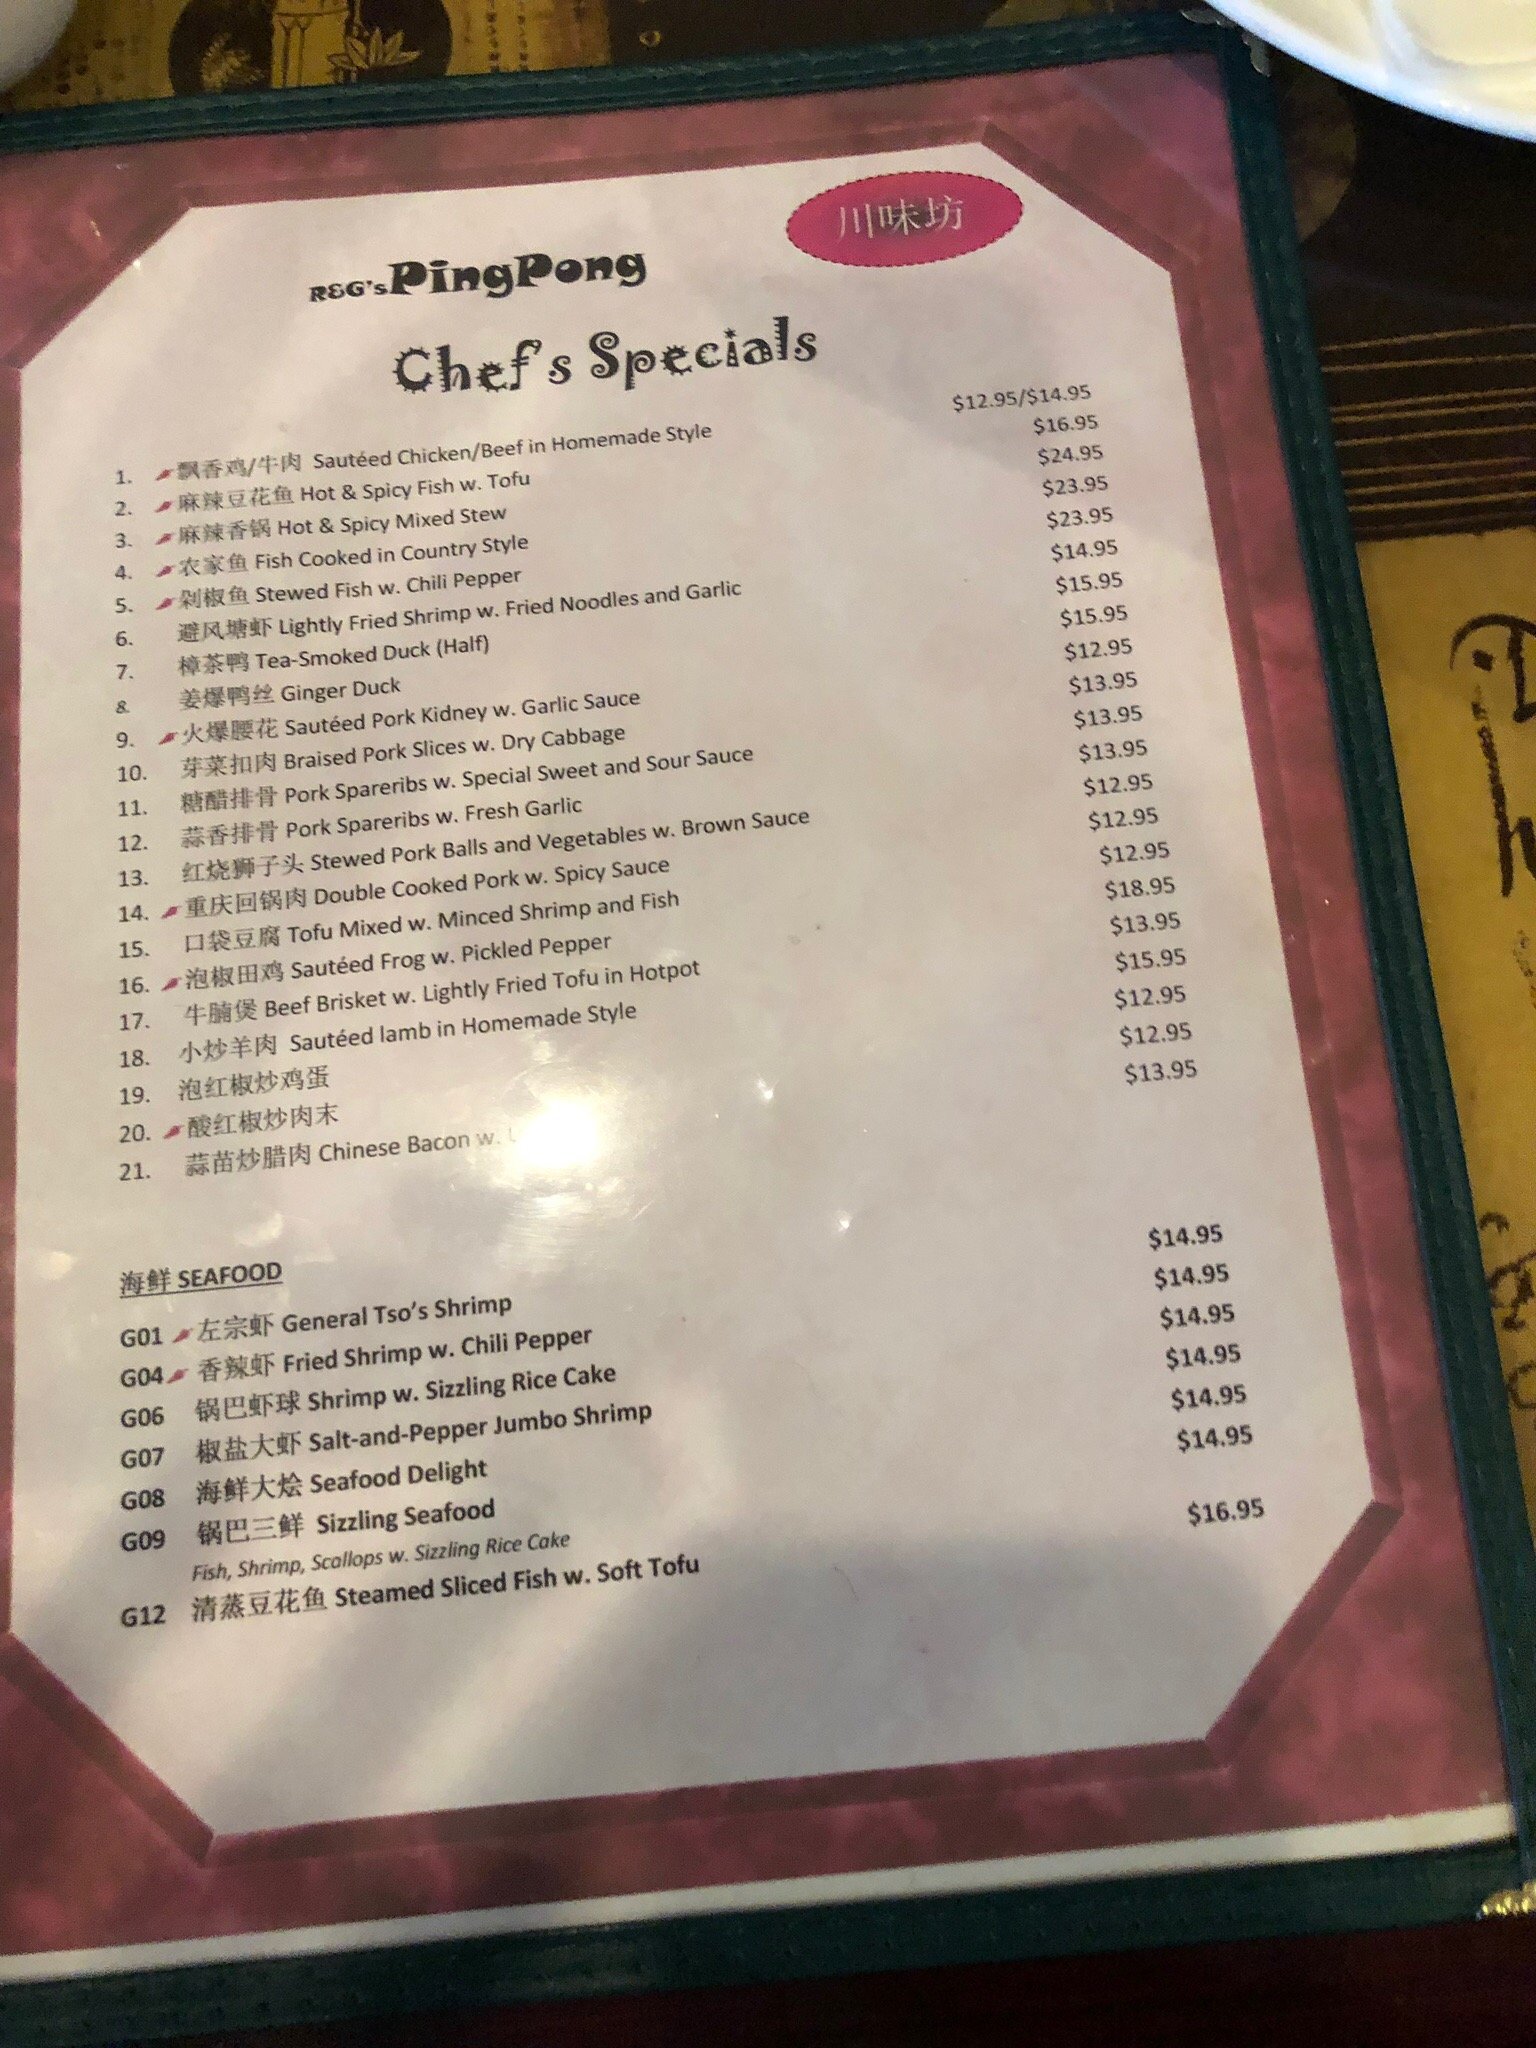 川味坊
R&G's PingPong
Chef's Specials
1. 飘香鸡/牛肉 Sautéed Chicken/Beef in Homemade Style $12.95/$14.95
2. 麻辣豆花鱼 Hot & Spicy Fish w. Tofu $16.95
3. 麻辣香锅 Hot & Spicy Mixed Stew $24.95
4. 农家鱼 Fish Cooked in Country Style $23.95
5. 剁椒鱼 Stewed Fish w. Chili Pepper $23.95
6. 避风塘虾 Lightly Fried Shrimp w. Fried Noodles and Garlic $14.95
7. 樟茶鸭 Tea-Smoked Duck (Half) $15.95
8. 姜爆鸭丝 Ginger Duck $15.95
9. 火爆腰花 Sautéed Pork Kidney w. Garlic Sauce $12.95
10. 芽菜扣肉 Braised Pork Slices w. Dry Cabbage $13.95
11. 糖醋排骨 Pork Spareribs w. Special Sweet and Sour Sauce $13.95
12. 蒜香排骨 Pork Spareribs w. Fresh Garlic $13.95
13. 红烧狮子头 Stewed Pork Balls and Vegetables w. Brown Sauce $12.95
14. 重庆回锅肉 Double Cooked Pork w. Spicy Sauce $12.95
15. 口袋豆腐 Tofu Mixed w. Minced Shrimp and Fish $12.95
16. 泡椒田鸡 Sautéed Frog w. Pickled Pepper $18.95
17. 牛腩煲 Beef Brisket w. Lightly Fried Tofu in Hotpot $13.95
18. 小炒羊肉 Sautéed lamb in Homemade Style $15.95
19. 泡红椒炒鸡蛋 $12.95
20. 酸红椒炒肉末 $12.95
21. 蒜苗炒腊肉 Chinese Bacon w. $13.95
海鲜 SEAFOOD
G01 左宗虾 General Tso's Shrimp $14.95
G04 香辣虾 Fried Shrimp w. Chili Pepper $14.95
G06 锅巴虾球 Shrimp w. Sizzling Rice Cake $14.95
G07 椒盐大虾 Salt-and-Pepper Jumbo Shrimp $14.95
G08 海鲜大烩 Seafood Delight $14.95
G09 锅巴三鲜 Sizzling Seafood $14.95
Fish, Shrimp, Scallops w. Sizzling Rice Cake
G12 清蒸豆花鱼 Steamed Sliced Fish w. Soft Tofu $16.95